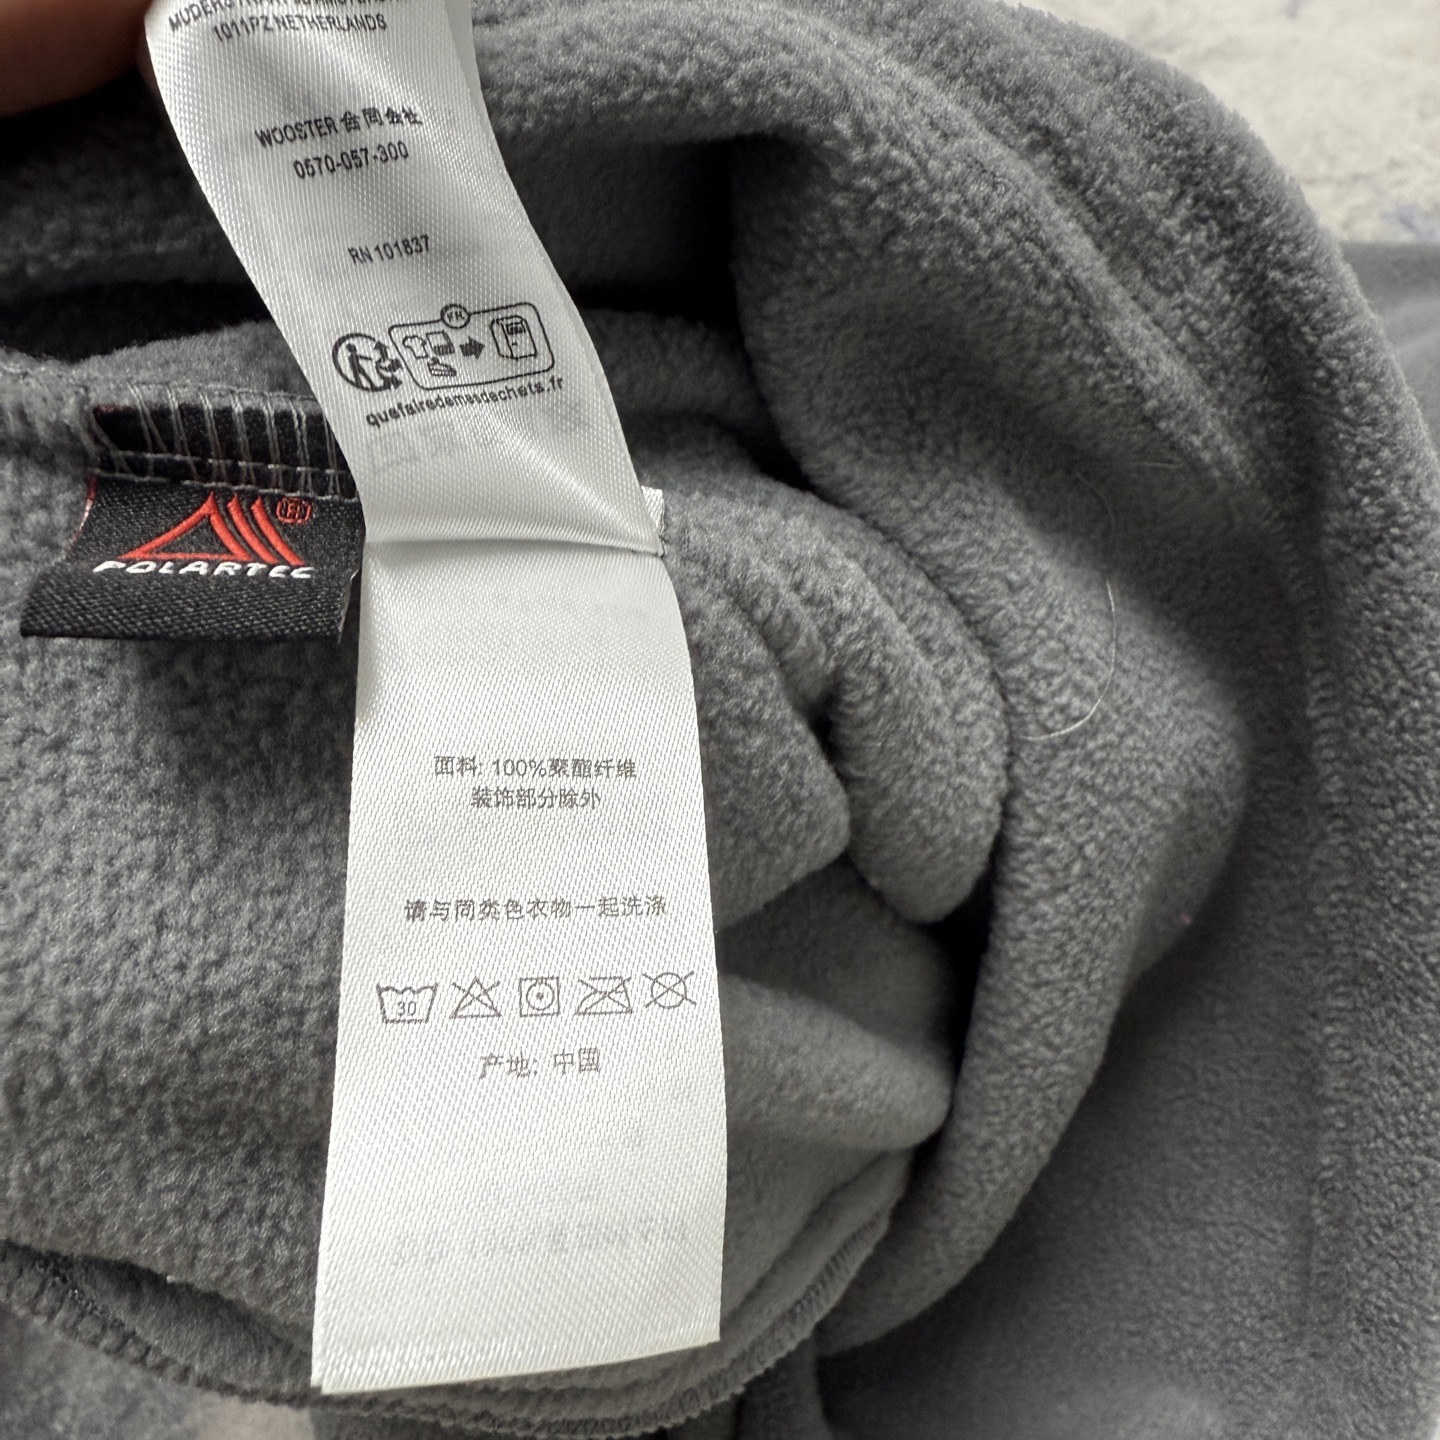 1011PZ NETHERLANDS
WOOSTER 合同会社
0570-057-300
RN 101837
FR
quefairedemesdechets.fr
POLARTEC
面料: 100%聚酯纤维
装饰部分除外
请与同类色衣物一起洗涤
30
产地: 中国